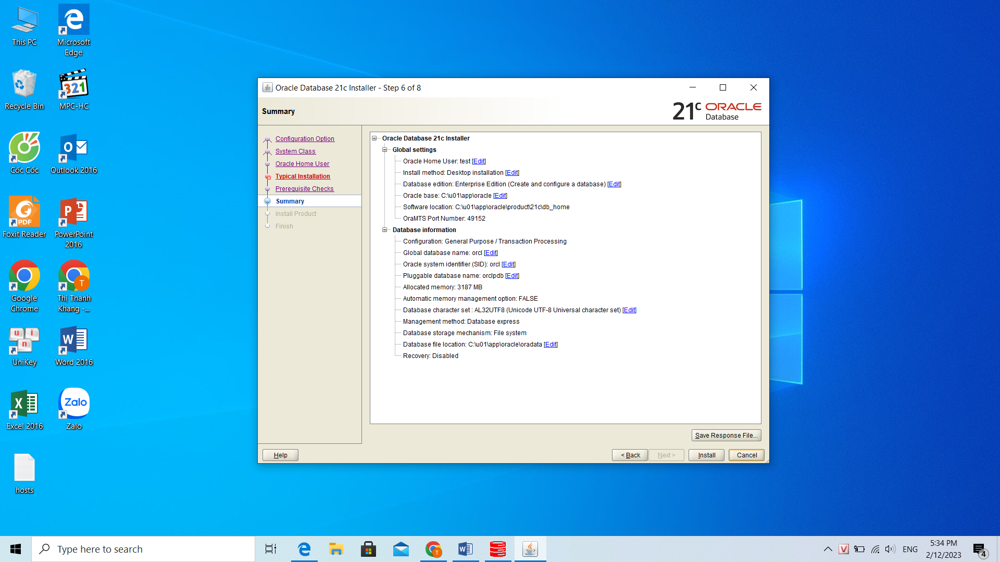 This PC
Microsoft
Edge
Recycle Bin
321
MPC-HC
Cốc Cốc
Outlook 2016
PDF
Foxit Reader
PowerPoint
2016
Google
Chrome
T
Thị Thanh
Khang -...
u i
n
UniKey
Word 2016
Excel 2016
Zalo
Zalo
hosts
Oracle Database 21c Installer - Step 6 of 8
Summary
21c ORACLE
Database
Configuration Option
System Class
Oracle Home User
Typical Installation
Prerequisite Checks
Summary
Install Product
Finish
Oracle Database 21c Installer
Global settings
Oracle Home User: test [Edit]
Install method: Desktop installation [Edit]
Database edition: Enterprise Edition (Create and configure a database) [Edit]
Oracle base: C:\u01\app\oracle [Edit]
Software location: C:\u01\app\oracle\product\21c\db_home
OraMTS Port Number: 49152
Database information
Configuration: General Purpose / Transaction Processing
Global database name: orcl [Edit]
Oracle system identifier (SID): orcl [Edit]
Pluggable database name: orclpdb [Edit]
Allocated memory: 3187 MB
Automatic memory management option: FALSE
Database character set : AL32UTF8 (Unicode UTF-8 Universal character set) [Edit]
Management method: Database express
Database storage mechanism: File system
Database file location: C:\u01\app\oracle\oradata [Edit]
Recovery: Disabled
Save Response File...
Help
< Back
Next >
Install
Cancel
Type here to search
T
V
ENG
5:34 PM
2/12/2023
4